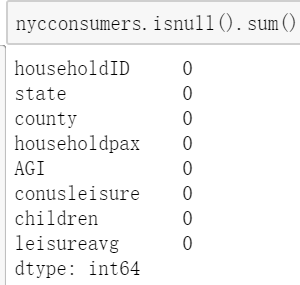 nycconsumers.isnull().sum()
householdID 0
state 0
county 0
householdpax 0
AGI 0
conusleisure 0
children 0
leisureavg 0
dtype: int64